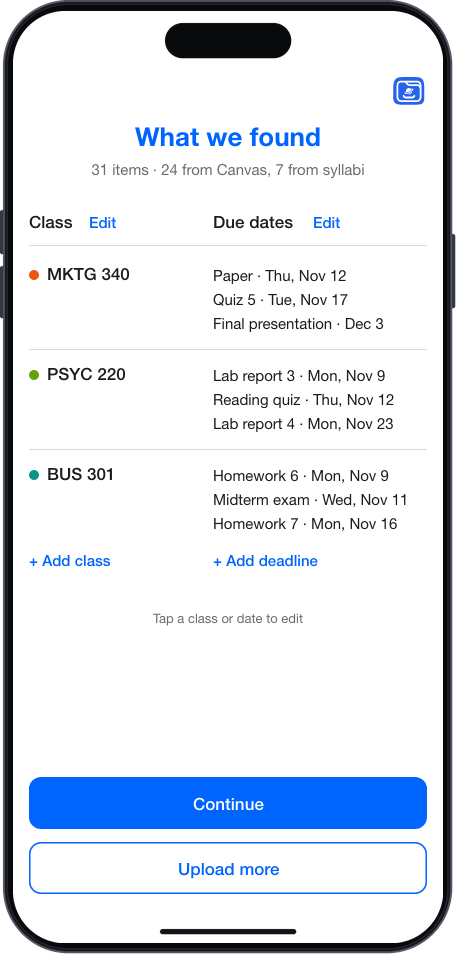 What we found
31 items · 24 from Canvas, 7 from syllabi
Class Edit Due dates Edit
MKTG 340
Paper · Thu, Nov 12
Quiz 5 · Tue, Nov 17
Final presentation · Dec 3
PSYC 220
Lab report 3 · Mon, Nov 9
Reading quiz · Thu, Nov 12
Lab report 4 · Mon, Nov 23
BUS 301
Homework 6 · Mon, Nov 9
Midterm exam · Wed, Nov 11
Homework 7 · Mon, Nov 16
+ Add class + Add deadline
Tap a class or date to edit
Continue
Upload more